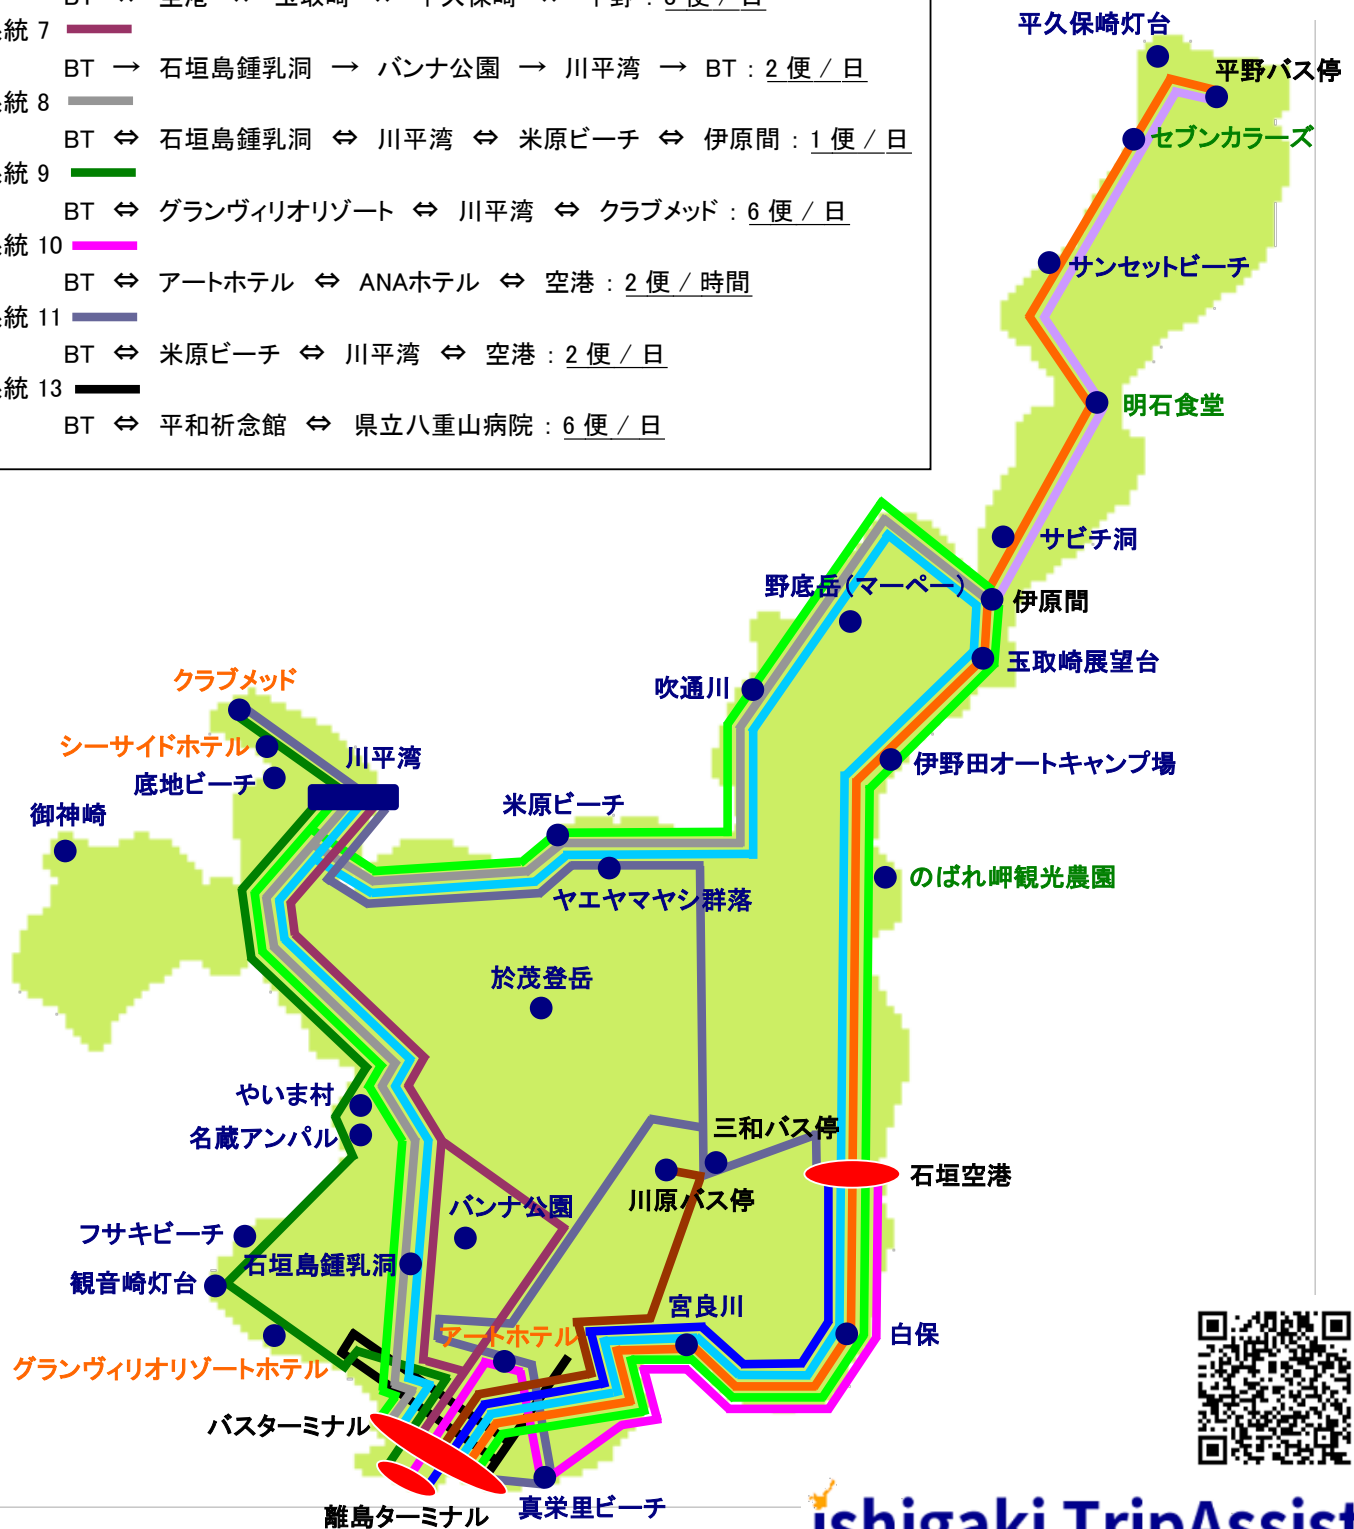 BT ⇔ 空港 ⇔ 玉取崎 ⇔ 平久保崎 ⇔ 平野 :
統 7
BT → 石垣島鍾乳洞 → バンナ公園 → 川平湾 → BT : 2 便 / 日
統 8
BT ⇔ 石垣島鍾乳洞 ⇔ 川平湾 ⇔ 米原ビーチ ⇔ 伊原間 : 1 便 / 日
統 9
BT ⇔ グランヴィリオリゾート ⇔ 川平湾 ⇔ クラブメッド : 6 便 / 日
統 10
BT ⇔ アートホテル ⇔ ANAホテル ⇔ 空港 : 2 便 / 時間
統 11
BT ⇔ 米原ビーチ ⇔ 川平湾 ⇔ 空港 : 2 便 / 日
統 13
BT ⇔ 平和祈念館 ⇔ 県立八重山病院 : 6 便 / 日
平久保崎灯台
平野バス停
セブンカラーズ
サンセットビーチ
明石食堂
サビチ洞
野底岳(マーペー)
伊原間
玉取崎展望台
クラブメッド
吹通川
シーサイドホテル
川平湾
伊野田オートキャンプ場
底地ビーチ
御神崎
米原ビーチ
のばれ岬観光農園
ヤエヤマヤシ群落
於茂登岳
やいま村
名蔵アンパル
三和バス停
石垣空港
川原バス停
バンナ公園
フサキビーチ
石垣島鍾乳洞
観音崎灯台
宮良川
白保
アートホテル
グランヴィリオリゾートホテル
バスターミナル
真栄里ビーチ
離島ターミナル
ishigaki TripAssist